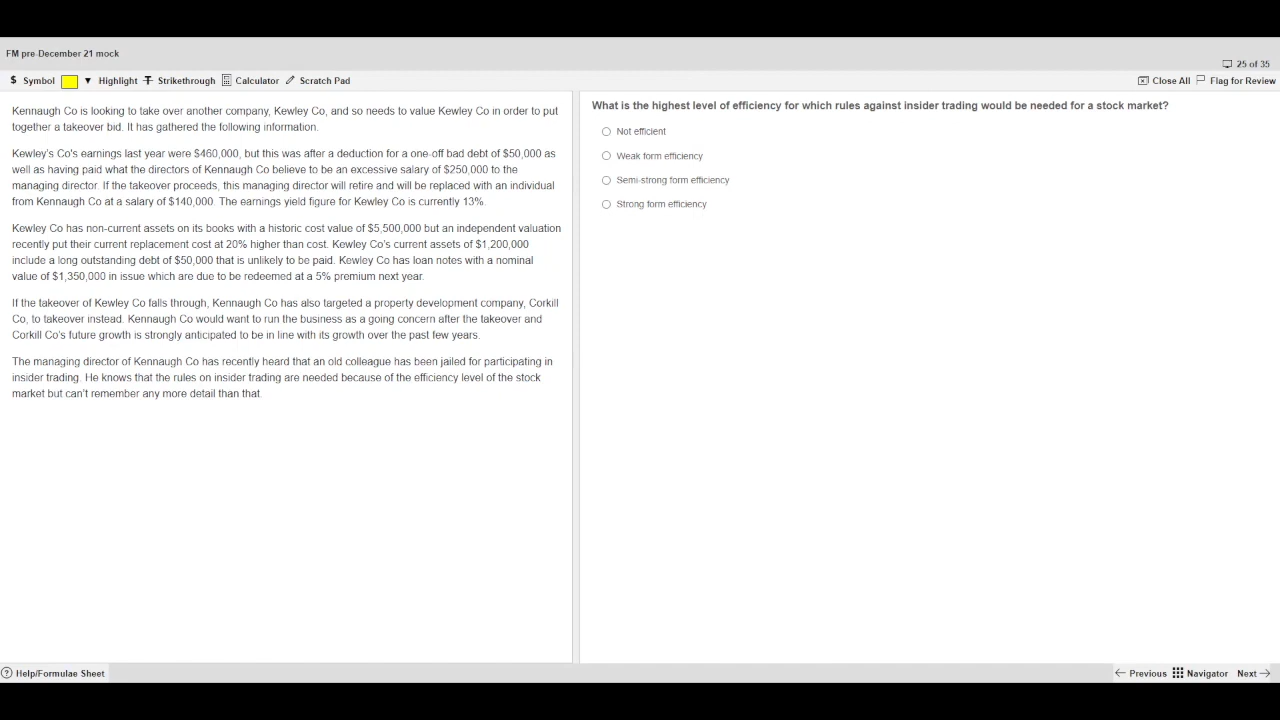 FM pre-December 21 mock
25 of 35
$ Symbol Highlight Strikethrough Calculator Scratch Pad
Close All Flag for Review
Kennaugh Co is looking to take over another company, Kewley Co, and so needs to value Kewley Co in order to put
together a takeover bid. It has gathered the following information.
Kewley's Co's earnings last year were $460,000, but this was after a deduction for a one-off bad debt of $50,000 as
well as having paid what the directors of Kennaugh Co believe to be an excessive salary of $250,000 to the
managing director. If the takeover proceeds, this managing director will retire and will be replaced with an individual
from Kennaugh Co at a salary of $140,000. The earnings yield figure for Kewley Co is currently 13%.
Kewley Co has non-current assets on its books with a historic cost value of $5,500,000 but an independent valuation
recently put their current replacement cost at 20% higher than cost. Kewley Co's current assets of $1,200,000
include a long outstanding debt of $50,000 that is unlikely to be paid. Kewley Co has loan notes with a nominal
value of $1,350,000 in issue which are due to be redeemed at a 5% premium next year.
If the takeover of Kewley Co falls through, Kennaugh Co has also targeted a property development company, Corkill
Co, to takeover instead. Kennaugh Co would want to run the business as a going concern after the takeover and
Corkill Co's future growth is strongly anticipated to be in line with its growth over the past few years.
The managing director of Kennaugh Co has recently heard that an old colleague has been jailed for participating in
insider trading. He knows that the rules on insider trading are needed because of the efficiency level of the stock
market but can't remember any more detail than that.
What is the highest level of efficiency for which rules against insider trading would be needed for a stock market?
Not efficient
Weak form efficiency
Semi-strong form efficiency
Strong form efficiency
? Help/Formulae Sheet
Previous Navigator Next